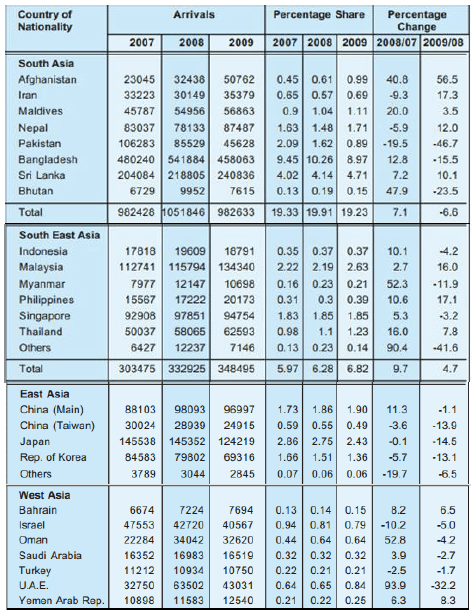 Country of Nationality Arrivals Percentage Share Percentage Change
2007 2008 2009 2007 2008 2009 2008/07 2009/08
South Asia
Afghanistan 23045 32438 50762 0.45 0.61 0.99 40.8 56.5
Iran 33223 30149 35379 0.65 0.57 0.69 -9.3 17.3
Maldives 45787 54956 56863 0.9 1.04 1.11 20.0 3.5
Nepal 83037 78133 87487 1.63 1.48 1.71 -5.9 12.0
Pakistan 106283 85529 45628 2.09 1.62 0.89 -19.5 -46.7
Bangladesh 480240 541884 458063 9.45 10.26 8.97 12.8 -15.5
Sri Lanka 204084 218805 240836 4.02 4.14 4.71 7.2 10.1
Bhutan 6729 9952 7615 0.13 0.19 0.15 47.9 -23.5
Total 982428 1051846 982633 19.33 19.91 19.23 7.1 -6.6
South East Asia
Indonesia 17818 19609 18791 0.35 0.37 0.37 10.1 -4.2
Malaysia 112741 115794 134340 2.22 2.19 2.63 2.7 16.0
Myanmar 7977 12147 10698 0.16 0.23 0.21 52.3 -11.9
Philippines 15567 17222 20173 0.31 0.3 0.39 10.6 17.1
Singapore 92908 97851 94754 1.83 1.85 1.85 5.3 -3.2
Thailand 50037 58065 62593 0.98 1.1 1.23 16.0 7.8
Others 6427 12237 7146 0.13 0.23 0.14 90.4 -41.6
Total 303475 332925 348495 5.97 6.28 6.82 9.7 4.7
East Asia
China (Main) 88103 98093 96997 1.73 1.86 1.90 11.3 -1.1
China (Taiwan) 30024 28939 24915 0.59 0.55 0.49 -3.6 -13.9
Japan 145538 145352 124219 2.86 2.75 2.43 -0.1 -14.5
Rep. of Korea 84583 79802 69316 1.66 1.51 1.36 -5.7 -13.1
Others 3789 3044 2845 0.07 0.06 0.06 -19.7 -6.5
West Asia
Bahrain 6674 7224 7694 0.13 0.14 0.15 8.2 6.5
Israel 47553 42720 40567 0.94 0.81 0.79 -10.2 -5.0
Oman 22284 34042 32620 0.44 0.64 0.64 52.8 -4.2
Saudi Arabia 16352 16983 16519 0.32 0.32 0.32 3.9 -2.7
Turkey 11212 10934 10750 0.22 0.21 0.21 -2.5 -1.7
U.A.E. 32750 63502 43031 0.64 0.65 0.84 93.9 -32.2
Yemen Arab Rep. 10898 11583 12540 0.21 0.22 0.25 6.3 8.3